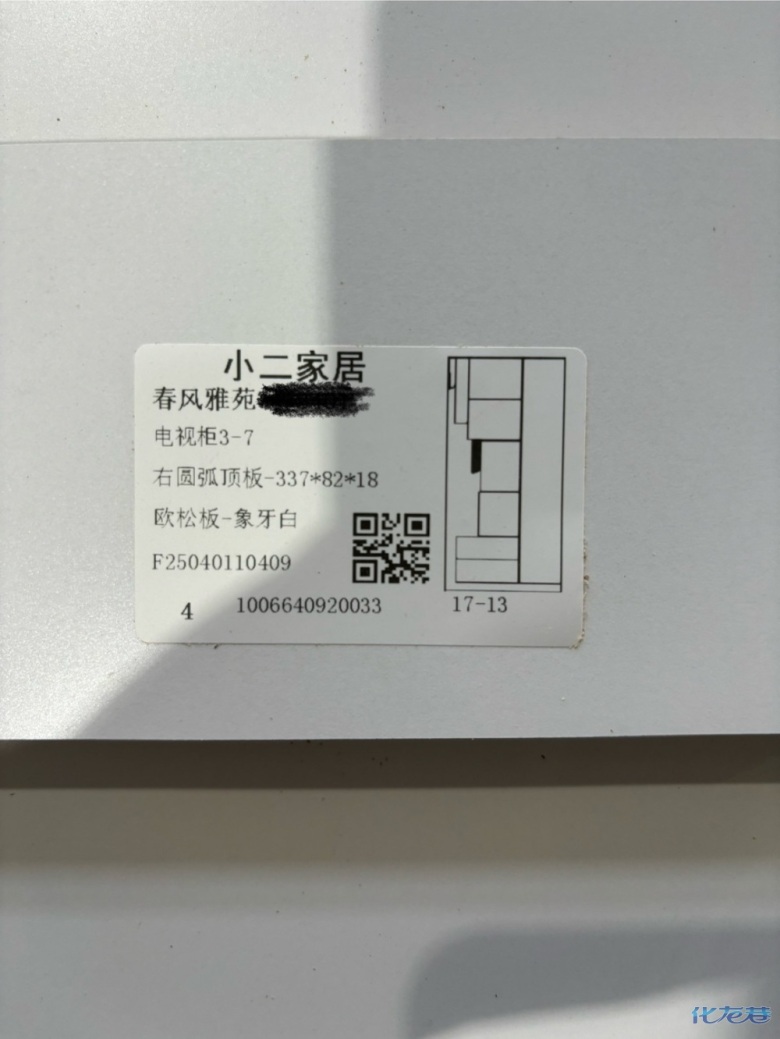 小二家居
春风雅苑
电视柜3-7
右圆弧顶板-337*82*18
欧松板-象牙白
F25040110409
4 1006640920033 17-13
化龙巷